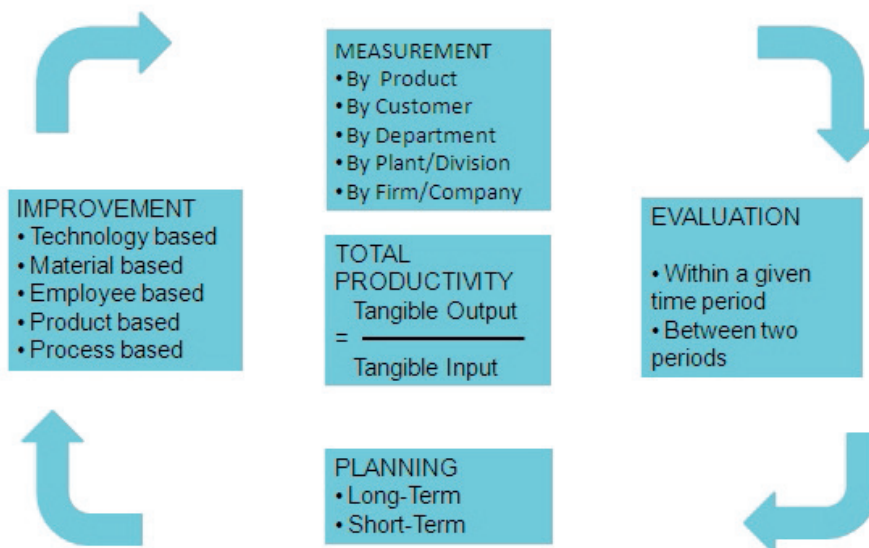 MEASUREMENT
• By Product
• By Customer
• By Department
• By Plant/Division
• By Firm/Company
IMPROVEMENT
• Technology based
• Material based
• Employee based
• Product based
• Process based
TOTAL
PRODUCTIVITY
Tangible Output
=
Tangible Input
EVALUATION
• Within a given
time period
• Between two
periods
PLANNING
• Long-Term
• Short-Term